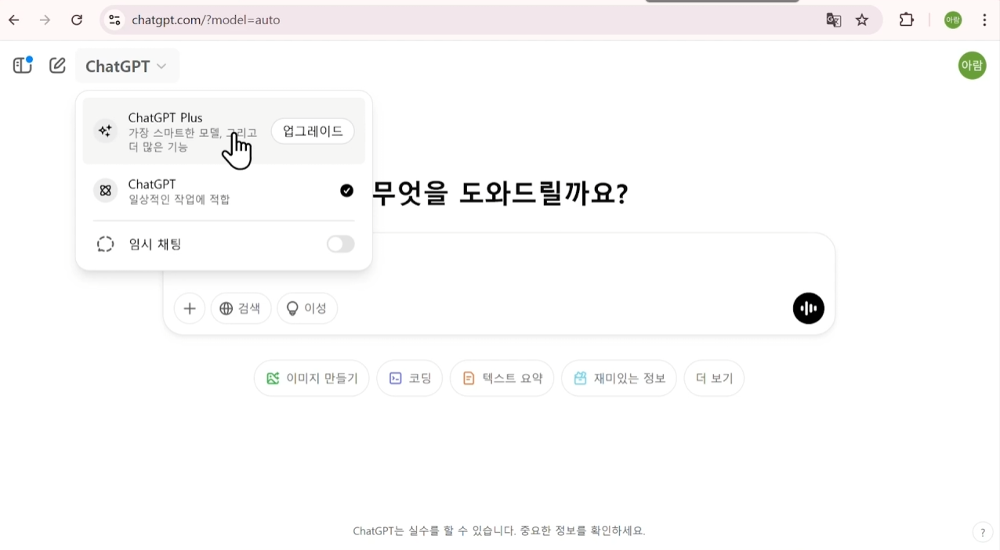 chatgpt.com/?model=auto
아람
ChatGPT
아람
ChatGPT Plus
가장 스마트한 모델, 그리고
더 많은 기능
업그레이드
ChatGPT
일상적인 작업에 적합
임시 채팅
무엇을 도와드릴까요?
검색
이성
이미지 만들기
코딩
텍스트 요약
재미있는 정보
더 보기
ChatGPT는 실수를 할 수 있습니다. 중요한 정보를 확인하세요.
?